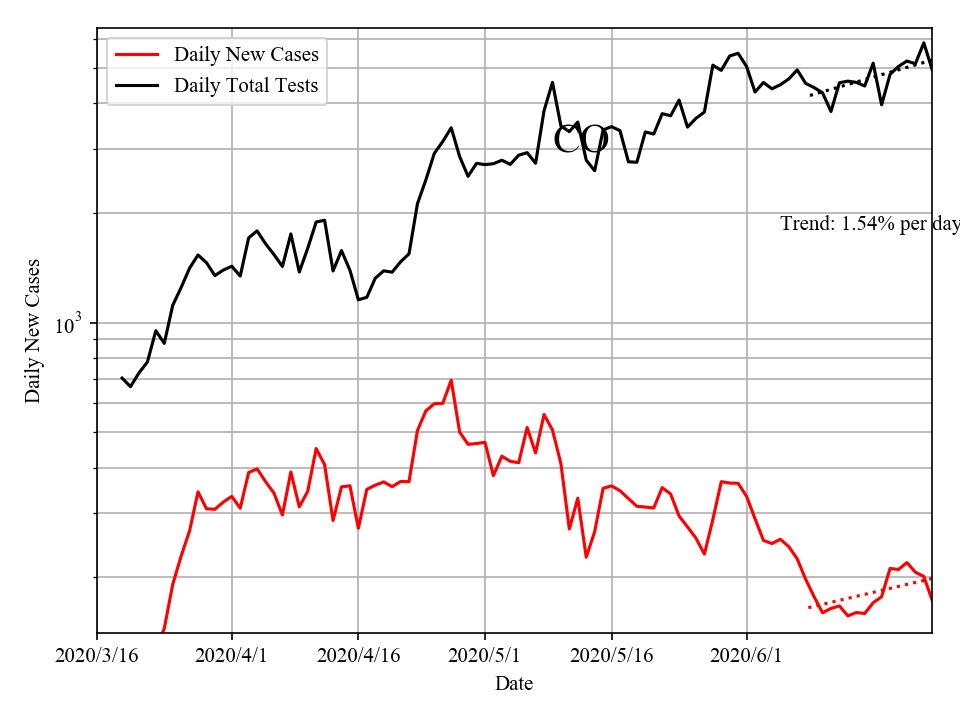 Daily New Cases
Daily Total Tests
CO
Trend: 1.54% per day
Daily New Cases
10³
2020/3/16 2020/4/1 2020/4/16 2020/5/1 2020/5/16 2020/6/1
Date